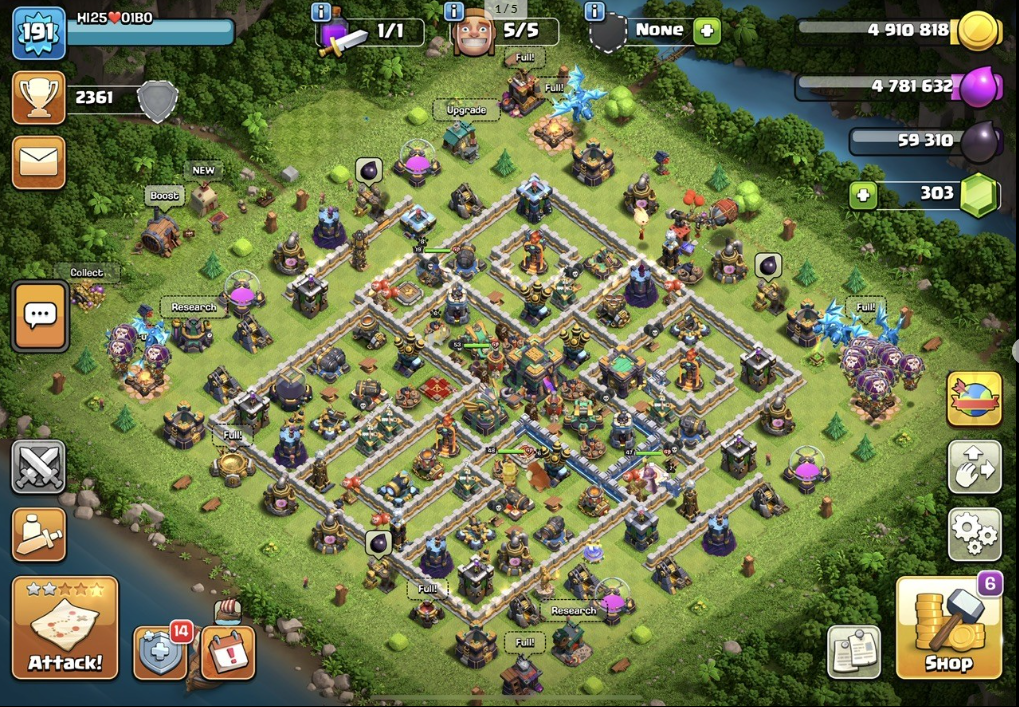 191
HI25❤OIBO
1/1
1/5
5/5
None
4 910 818
2361
Full!
Full!
4 781 632
Upgrade
59 310
NEW
Boost
303
Collect
Research
Full!
Full!
Full!
Research
Full!
14
Attack!
6
Shop